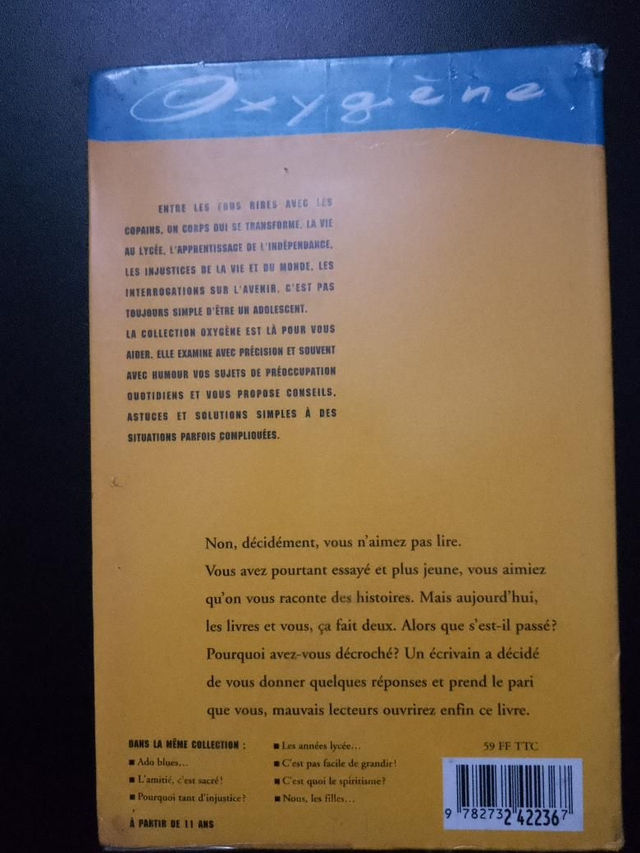 Oxygène
ENTRE LES FOUS RIRES AVEC LES
COPAINS, UN CORPS QUI SE TRANSFORME, LA VIE
AU LYCÉE, L'APPRENTISSAGE DE L'INDÉPENDANCE,
LES INJUSTICES DE LA VIE ET DU MONDE, LES
INTERROGATIONS SUR L'AVENIR, C'EST PAS
TOUJOURS SIMPLE D'ÊTRE UN ADOLESCENT.
LA COLLECTION OXYGÈNE EST LÀ POUR VOUS
AIDER. ELLE EXAMINE AVEC PRÉCISION ET SOUVENT
AVEC HUMOUR VOS SUJETS DE PRÉOCCUPATION
QUOTIDIENS ET VOUS PROPOSE CONSEILS,
ASTUCES ET SOLUTIONS SIMPLES À DES
SITUATIONS PARFOIS COMPLIQUÉES.
Non, décidément, vous n'aimez pas lire.
Vous avez pourtant essayé et plus jeune, vous aimiez
qu'on vous raconte des histoires. Mais aujourd'hui,
les livres et vous, ça fait deux. Alors que s'est-il passé?
Pourquoi avez-vous décroché? Un écrivain a décidé
de vous donner quelques réponses et prend le pari
que vous, mauvais lecteurs ouvrirez enfin ce livre.
DANS LA MÊME COLLECTION :
■ Ado blues...
■ L'amitié, c'est sacré!
■ Pourquoi tant d'injustice?
■ Les années lycée...
■ C'est pas facile de grandir!
■ C'est quoi le spiritisme?
■ Nous, les filles...
À PARTIR DE 11 ANS
59 FF TTC
9 782732 422367